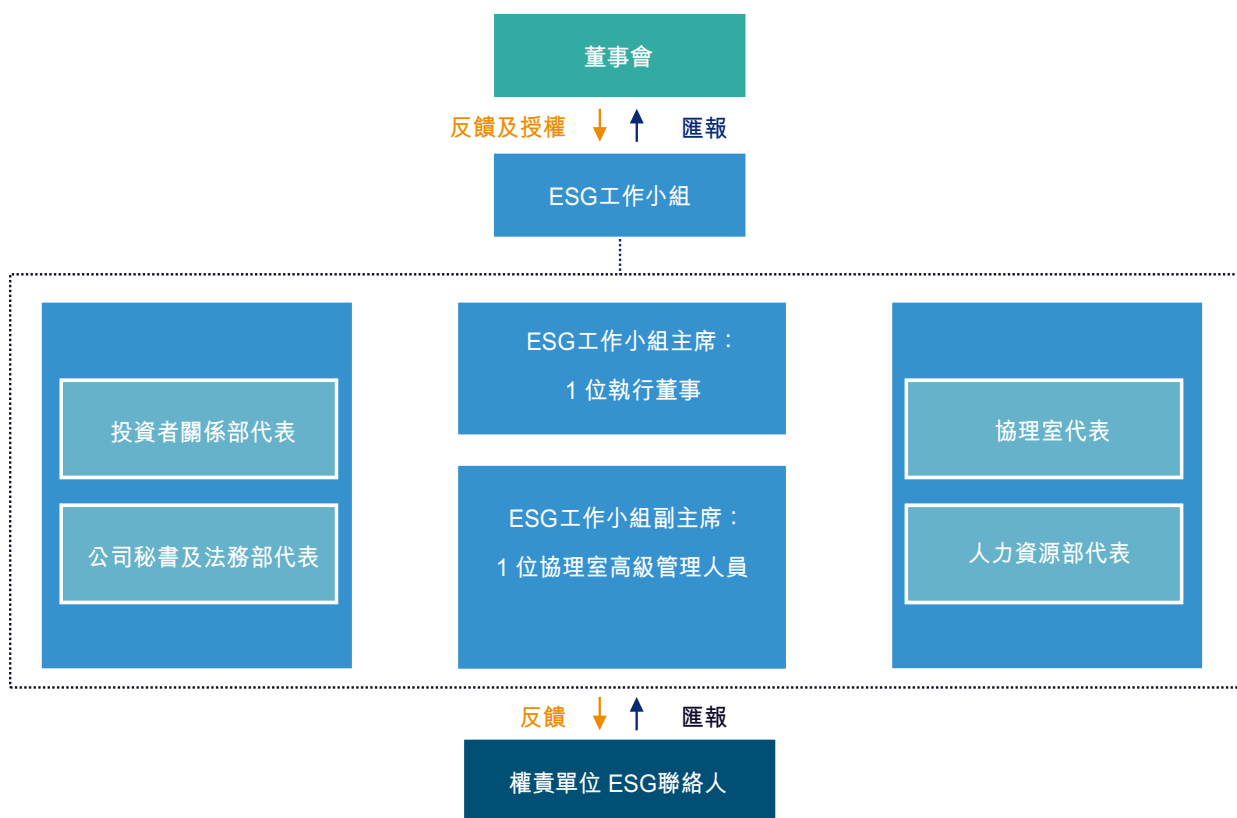 董事會
反饋及授權
匯報
ESG工作小組
投資者關係部代表
公司秘書及法務部代表
ESG工作小組主席：
1 位執行董事
ESG工作小組副主席：
1 位協理室高級管理人員
協理室代表
人力資源部代表
反饋
匯報
權責單位 ESG聯絡人